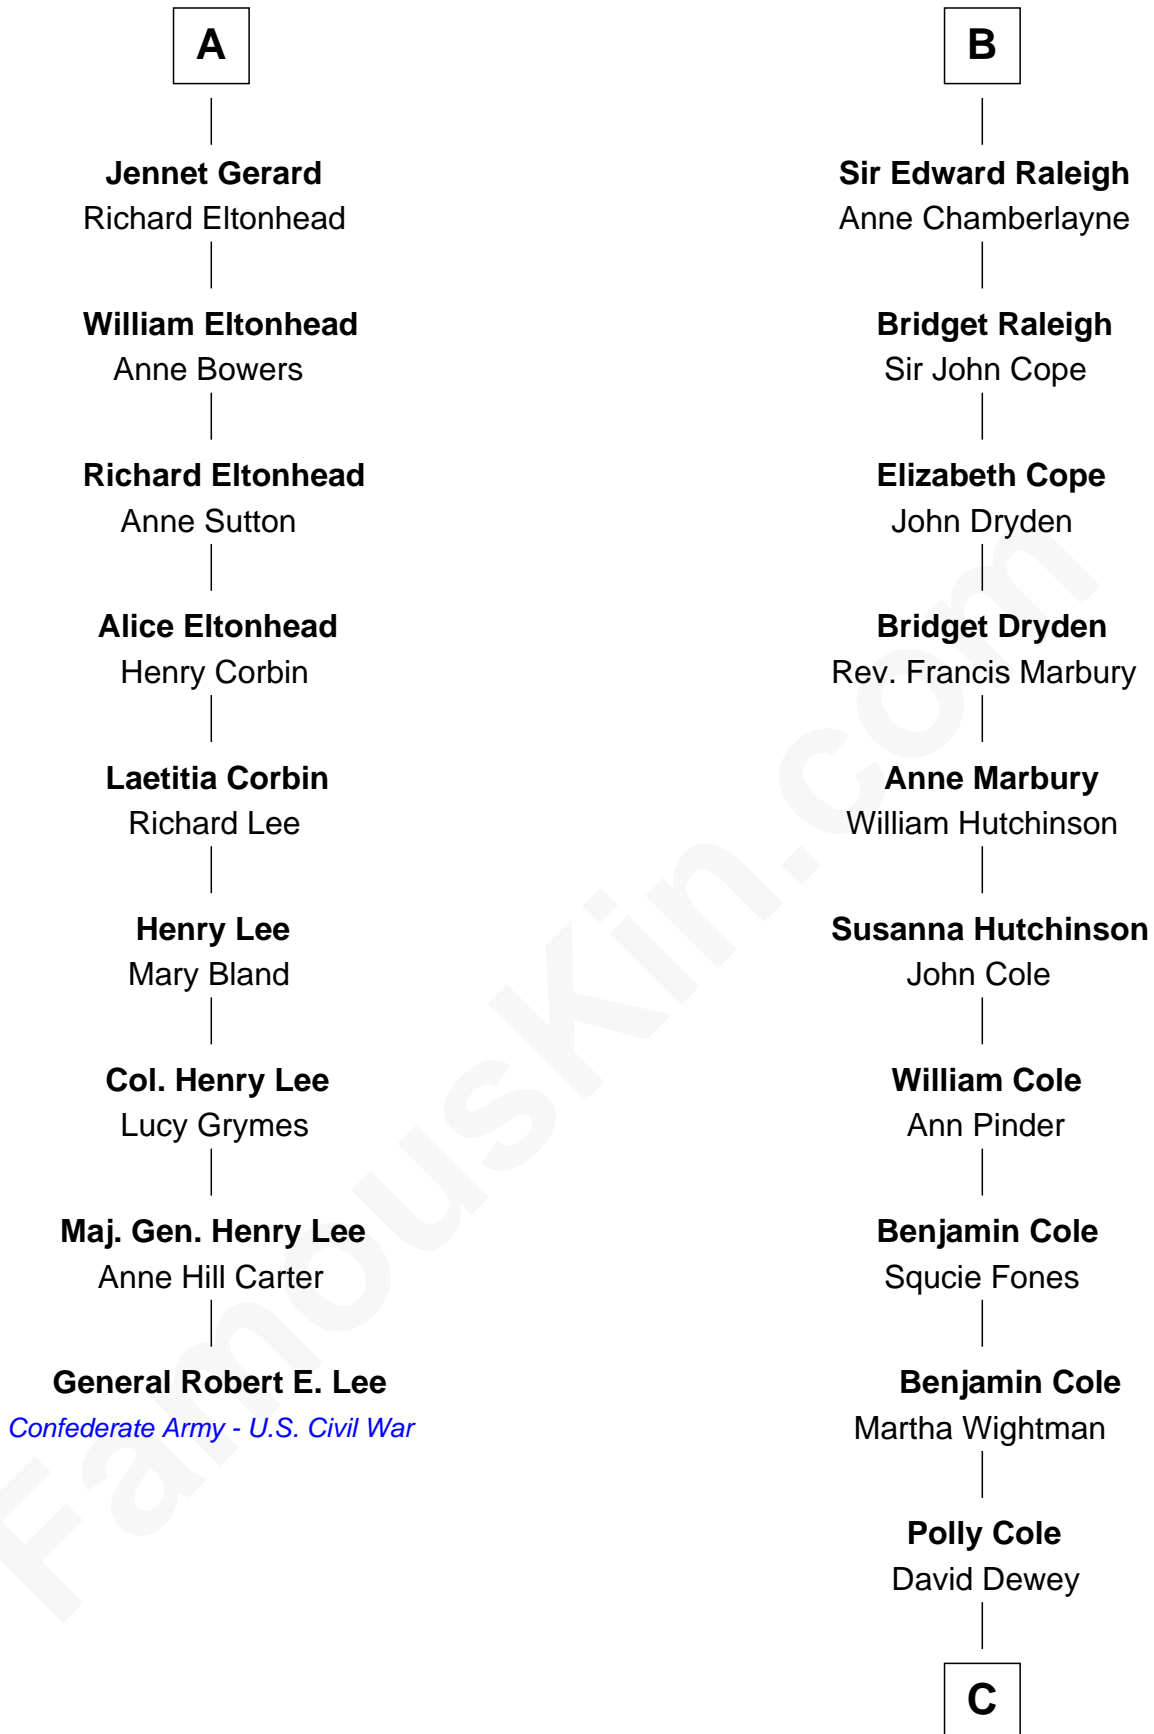 A
Jennet Gerard
Richard Eltonhead
William Eltonhead
Anne Bowers
Richard Eltonhead
Anne Sutton
Alice Eltonhead
Henry Corbin
Laetitia Corbin
Richard Lee
Henry Lee
Mary Bland
Col. Henry Lee
Lucy Grymes
Maj. Gen. Henry Lee
Anne Hill Carter
General Robert E. Lee
Confederate Army - U.S. Civil War
B
Sir Edward Raleigh
Anne Chamberlayne
Bridget Raleigh
Sir John Cope
Elizabeth Cope
John Dryden
Bridget Dryden
Rev. Francis Marbury
Anne Marbury
William Hutchinson
Susanna Hutchinson
John Cole
William Cole
Ann Pinder
Benjamin Cole
Squcie Fones
Benjamin Cole
Martha Wightman
Polly Cole
David Dewey
C
FamousKin.com